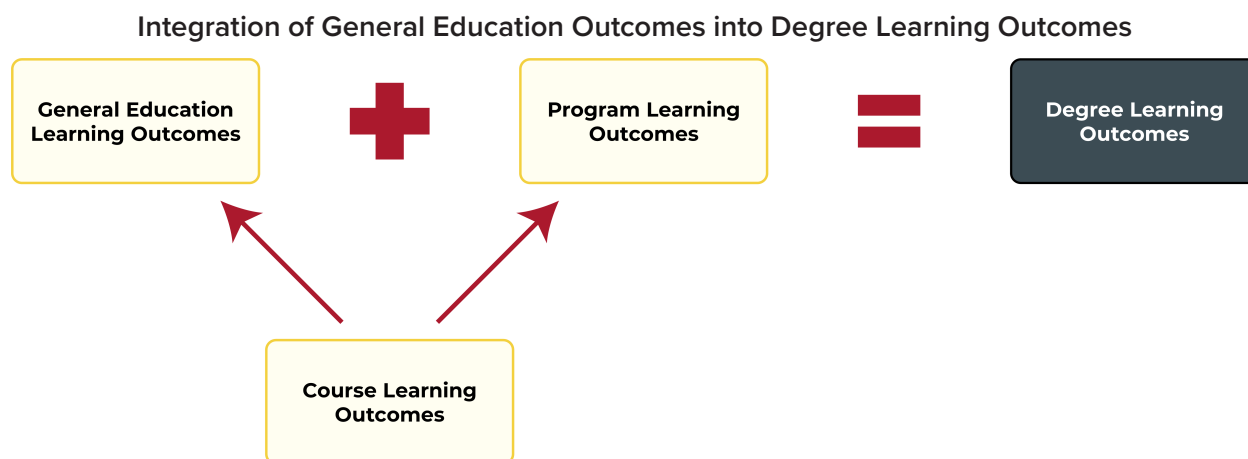 Integration of General Education Outcomes into Degree Learning Outcomes
General Education
Learning Outcomes
Program Learning
Outcomes
Degree Learning
Outcomes
Course Learning
Outcomes